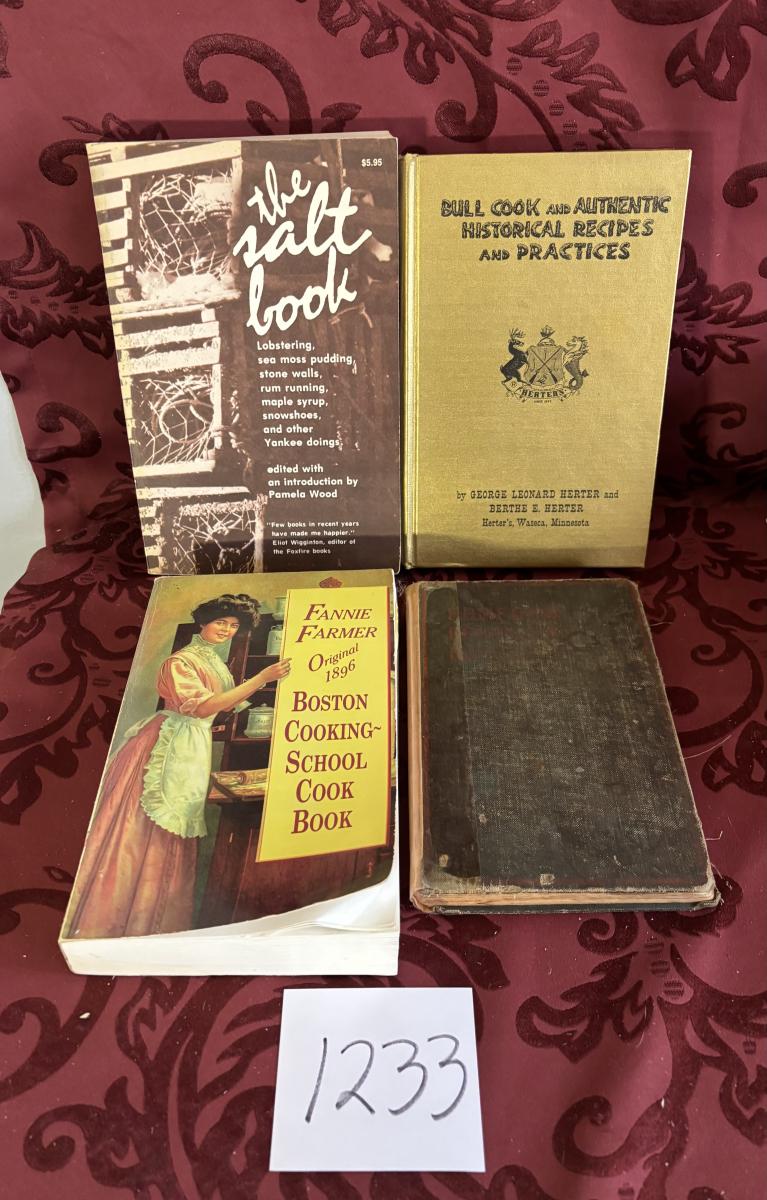 $5.95
the
salt
book
Lobstering,
sea moss pudding,
stone walls,
rum running,
maple syrup,
snowshoes,
and other
Yankee doings.
edited with
an introduction by
Pamela Wood
"Few books in recent years
have made me happier."
Eliot Wigginton, editor of
the Foxfire books
BULL COOK AND AUTHENTIC
HISTORICAL RECIPES
AND PRACTICES
HERTER'S
by GEORGE LEONARD HERTER and
BERTHE E. HERTER
Herter's, Waseca, Minnesota
FANNIE
FARMER
Original
1896
BOSTON
COOKING~
SCHOOL
COOK
BOOK
1233